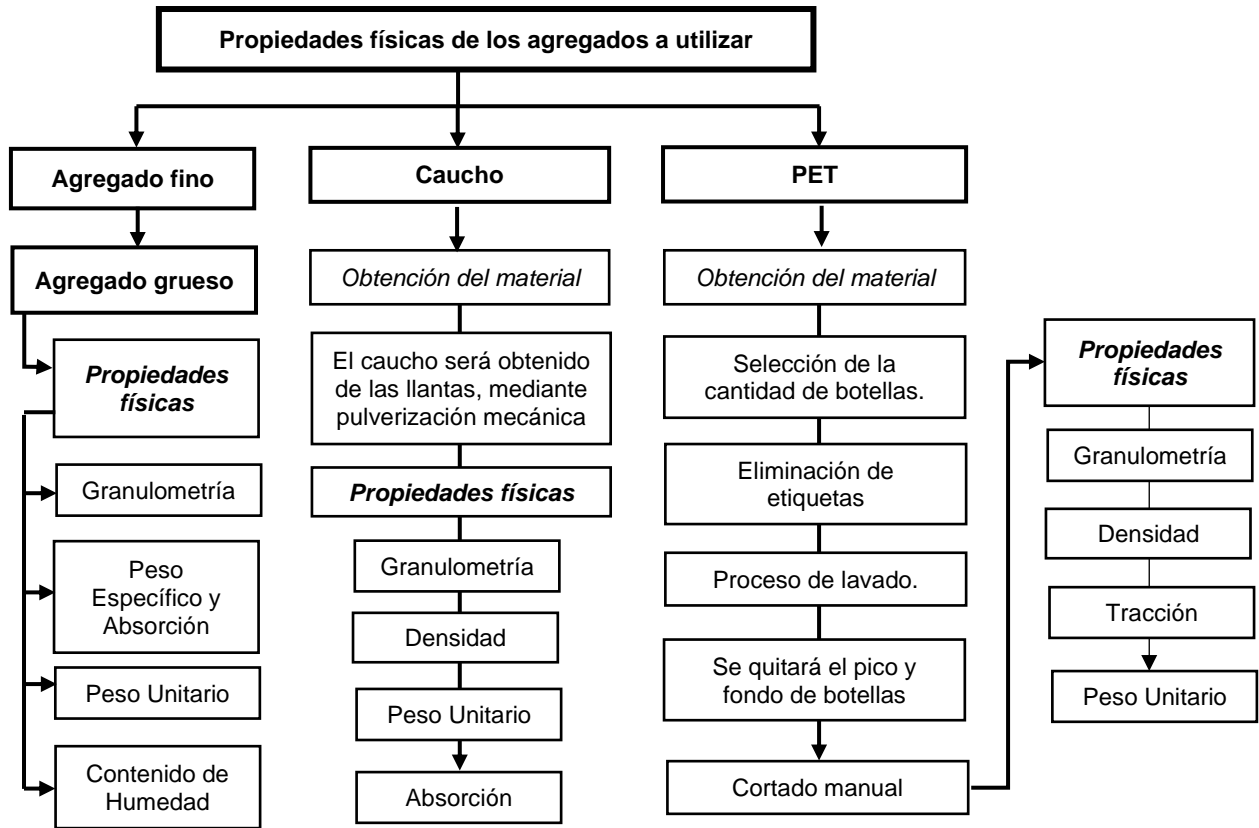 Propiedades físicas de los agregados a utilizar
Agregado fino
Agregado grueso
Propiedades
físicas
Granulometría
Peso
Específico y
Absorción
Peso Unitario
Contenido de
Humedad
Caucho
Obtención del material
El caucho será obtenido
de las llantas, mediante
pulverización mecánica
Propiedades físicas
Granulometría
Densidad
Peso Unitario
Absorción
PET
Obtención del material
Selección de la
cantidad de botellas.
Eliminación de
etiquetas
Proceso de lavado.
Se quitará el pico y
fondo de botellas
Cortado manual
Propiedades
físicas
Granulometría
Densidad
Tracción
Peso Unitario